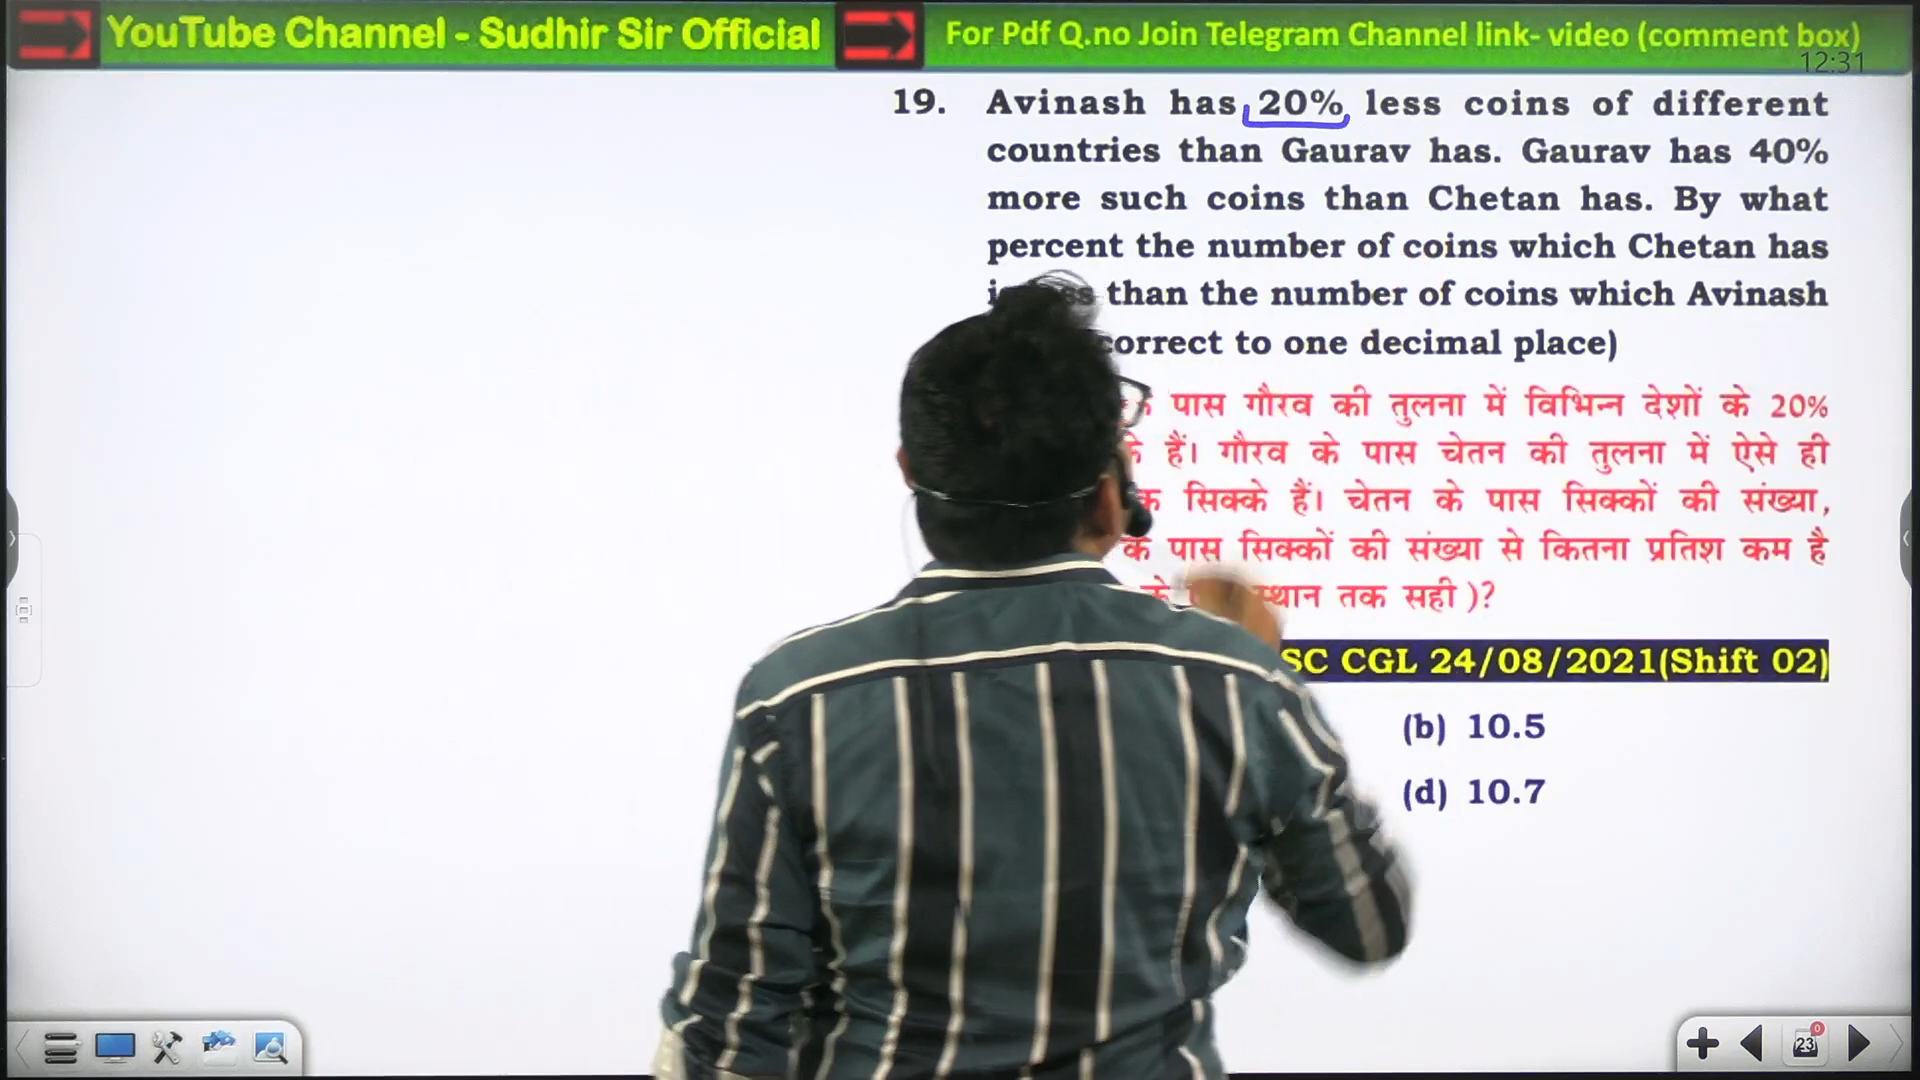 YouTube Channel - Sudhir Sir Official
For Pdf Q.no Join Telegram Channel link- video (comment box)
12:31
19. Avinash has 20% less coins of different
countries than Gaurav has. Gaurav has 40%
more such coins than Chetan has. By what
percent the number of coins which Chetan has
than the number of coins which Avinash
correct to one decimal place)
पास गौरव की तुलना में विभिन्न देशों के 20%
हैं। गौरव के पास चेतन की तुलना में ऐसे ही
सिक्के हैं। चेतन के पास सिक्कों की संख्या,
के पास सिक्कों की संख्या से कितना प्रतिश कम है
स्थान तक सही )?
SC CGL 24/08/2021(Shift 02)
(b) 10.5
(d) 10.7
0
23